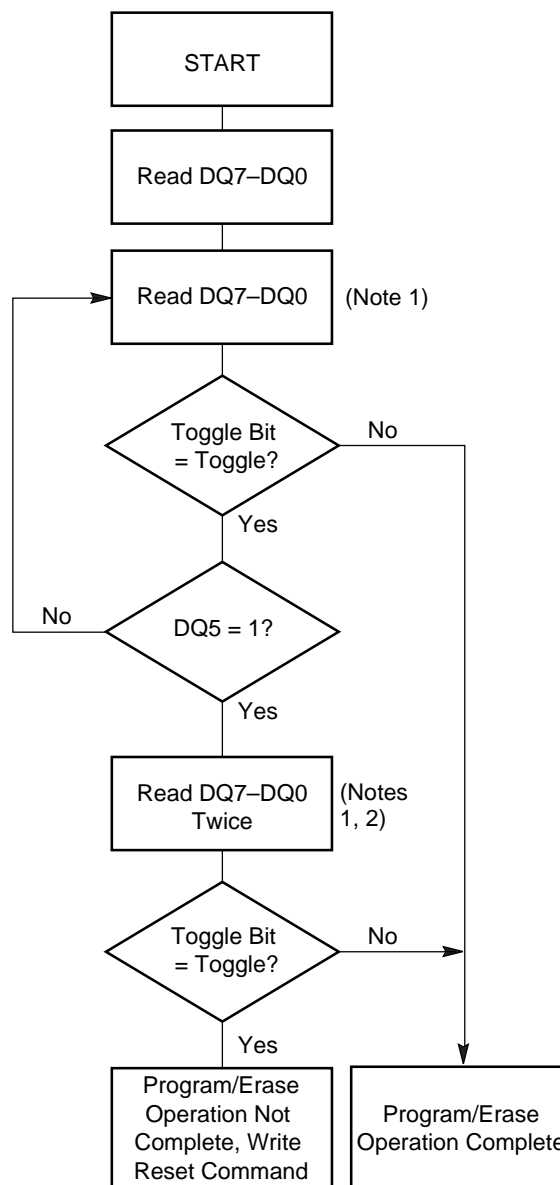 START
Read DQ7–DQ0
Read DQ7–DQ0
(Note 1)
Toggle Bit
= Toggle?
No
Yes
No
DQ5 = 1?
Yes
Read DQ7–DQ0
Twice
(Notes
1, 2)
Toggle Bit
= Toggle?
No
Yes
Program/Erase
Operation Not
Complete, Write
Reset Command
Program/Erase
Operation Complete